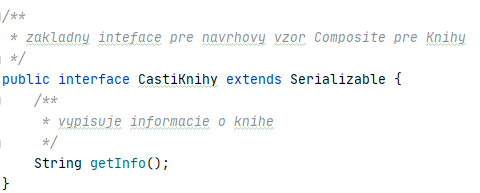 /**
 * zakladny inteface pre navrhovy vzor Composite pre Knihy
 */
public interface CastiKnihy extends Serializable {
    /**
     * vypisuje informacie o knihe
     */
    String getInfo();
}